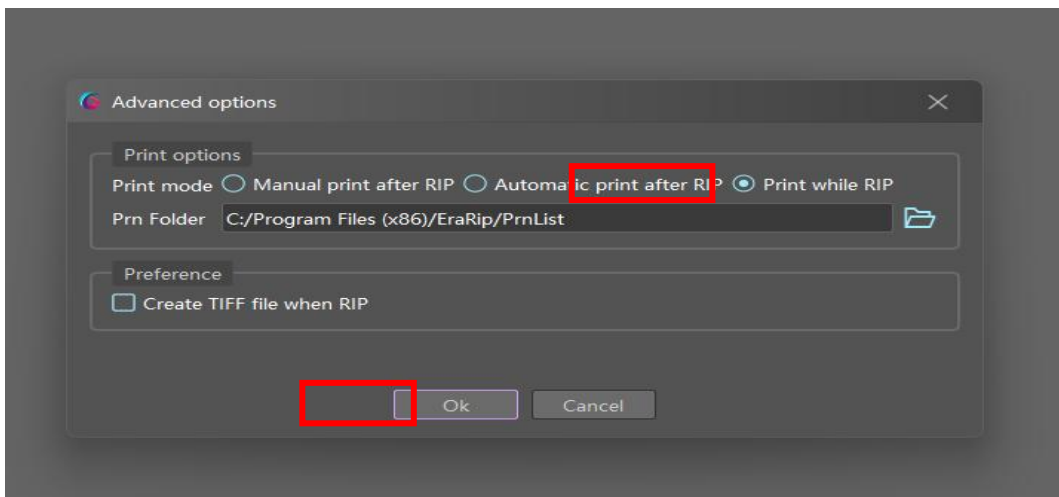 Advanced options
Print options
Print mode Manual print after RIP Automatic print after RIP Print while RIP
Prn Folder C:/Program Files (x86)/EraRip/PrnList
Preference
Create TIFF file when RIP
Ok Cancel